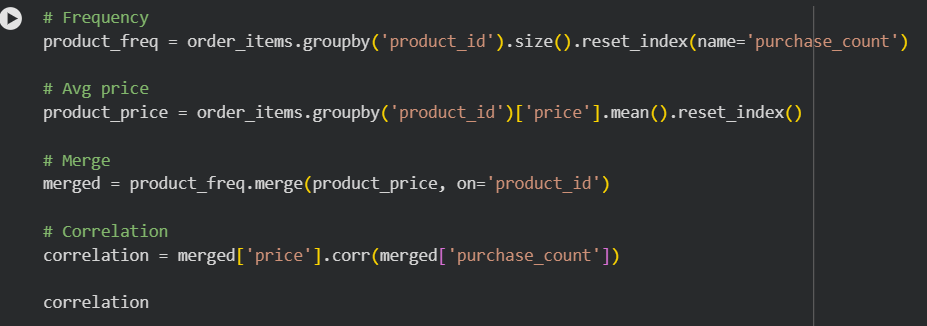 # Frequency
product_freq = order_items.groupby('product_id').size().reset_index(name='purchase_count')
# Avg price
product_price = order_items.groupby('product_id')['price'].mean().reset_index()
# Merge
merged = product_freq.merge(product_price, on='product_id')
# Correlation
correlation = merged['price'].corr(merged['purchase_count'])
correlation